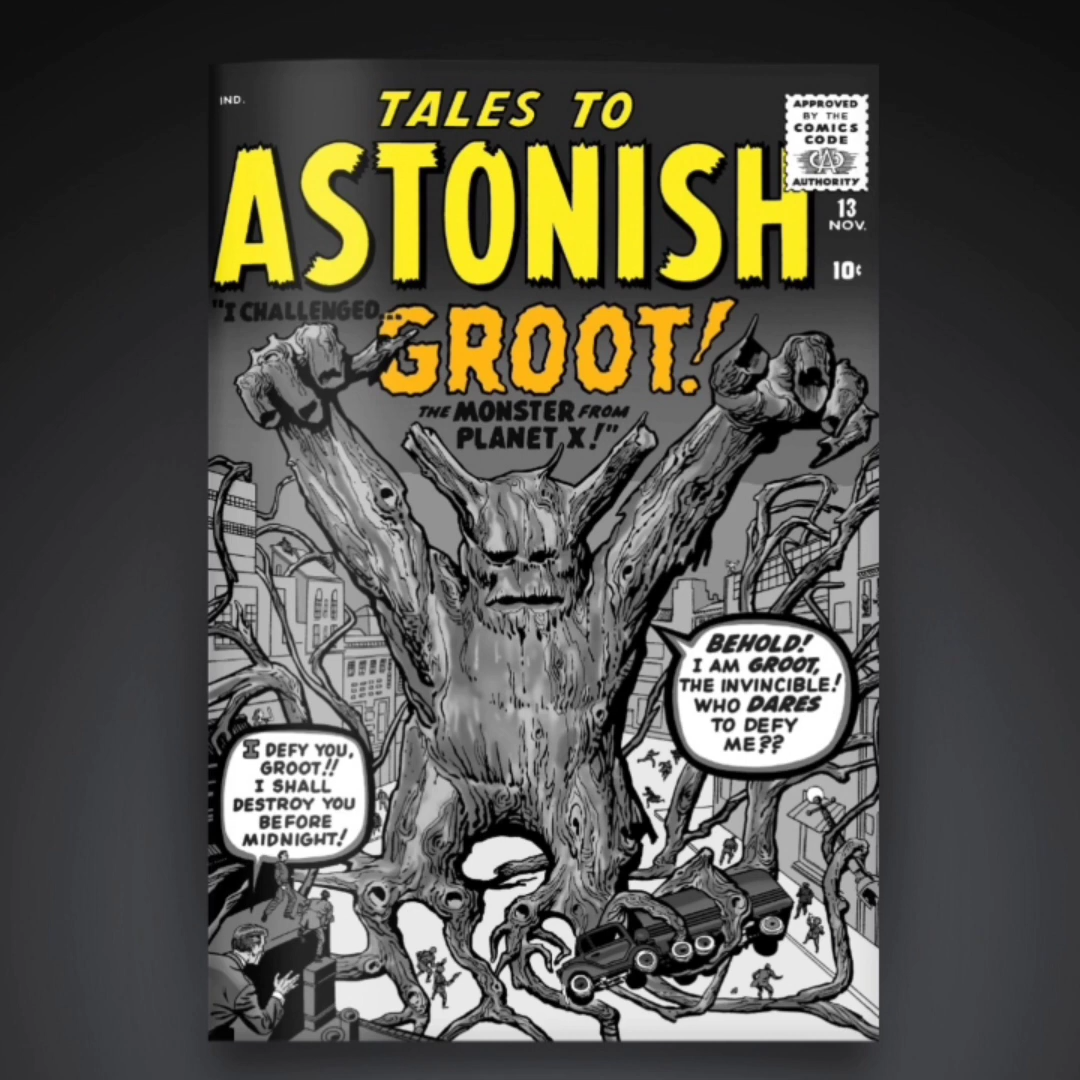 IND.
TALES TO
ASTONISH
APPROVED
BY THE
COMICS
CODE
CA
AUTHORITY
13
NOV.
10¢
"I CHALLENGED...
GROOT!
THE MONSTER FROM
PLANET X!"
BEHOLD!
I AM GROOT,
THE INVINCIBLE!
WHO DARES
TO DEFY
ME??
I DEFY YOU,
GROOT!!
I SHALL
DESTROY YOU
BEFORE
MIDNIGHT!